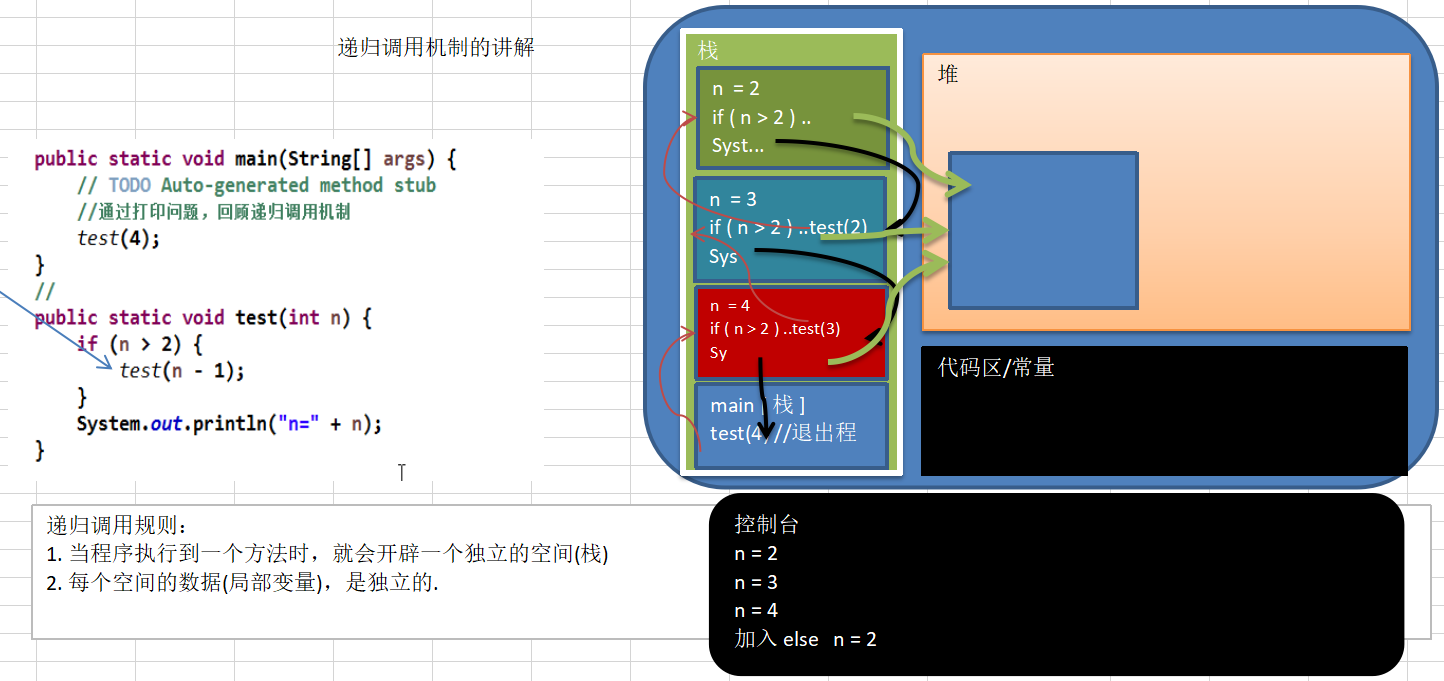 递归调用机制的讲解
public static void main(String[] args) {
// TODO Auto-generated method stub
//通过打印问题，回顾递归调用机制
test(4);
}
//
public static void test(int n) {
if (n > 2) {
test(n - 1);
}
System.out.println("n=" + n);
}
栈
n = 2
if ( n > 2 ) ..
Syst...
n = 3
if ( n > 2 ) ..test(2)
Sys
n = 4
if ( n > 2 ) ..test(3)
Sy
main [ 栈 ]
test(4) //退出程
堆
代码区/常量
递归调用规则：
1. 当程序执行到一个方法时，就会开辟一个独立的空间(栈)
2. 每个空间的数据(局部变量)，是独立的.
控制台
n = 2
n = 3
n = 4
加入 else n = 2